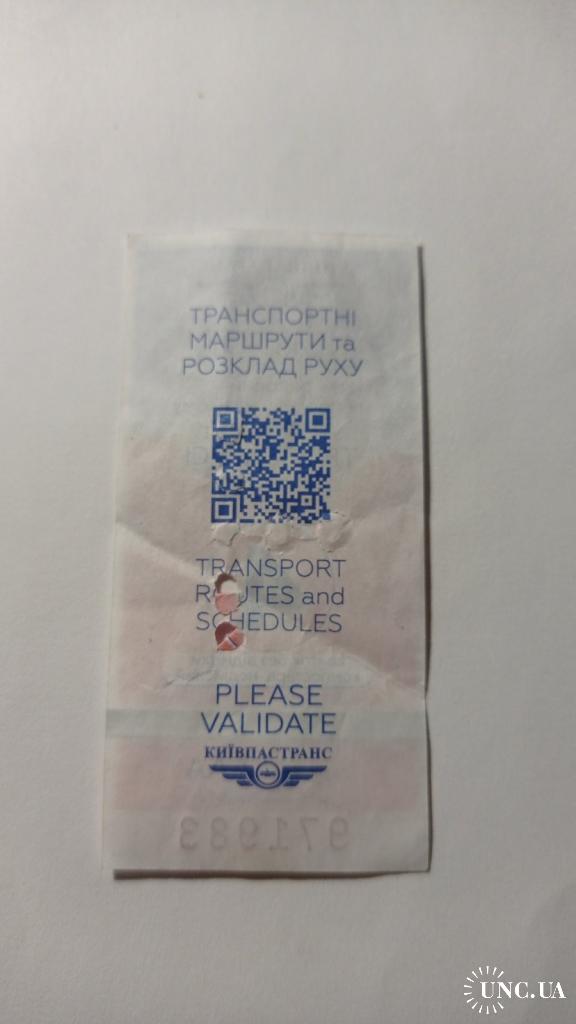 ТРАНСПОРТНІ
МАРШРУТИ та
РОЗКЛАД РУХУ
TRANSPORT
ROUTES and
SCHEDULES
PLEASE
VALIDATE
КИЇВПАСТРАНС
971983
UNC.UA